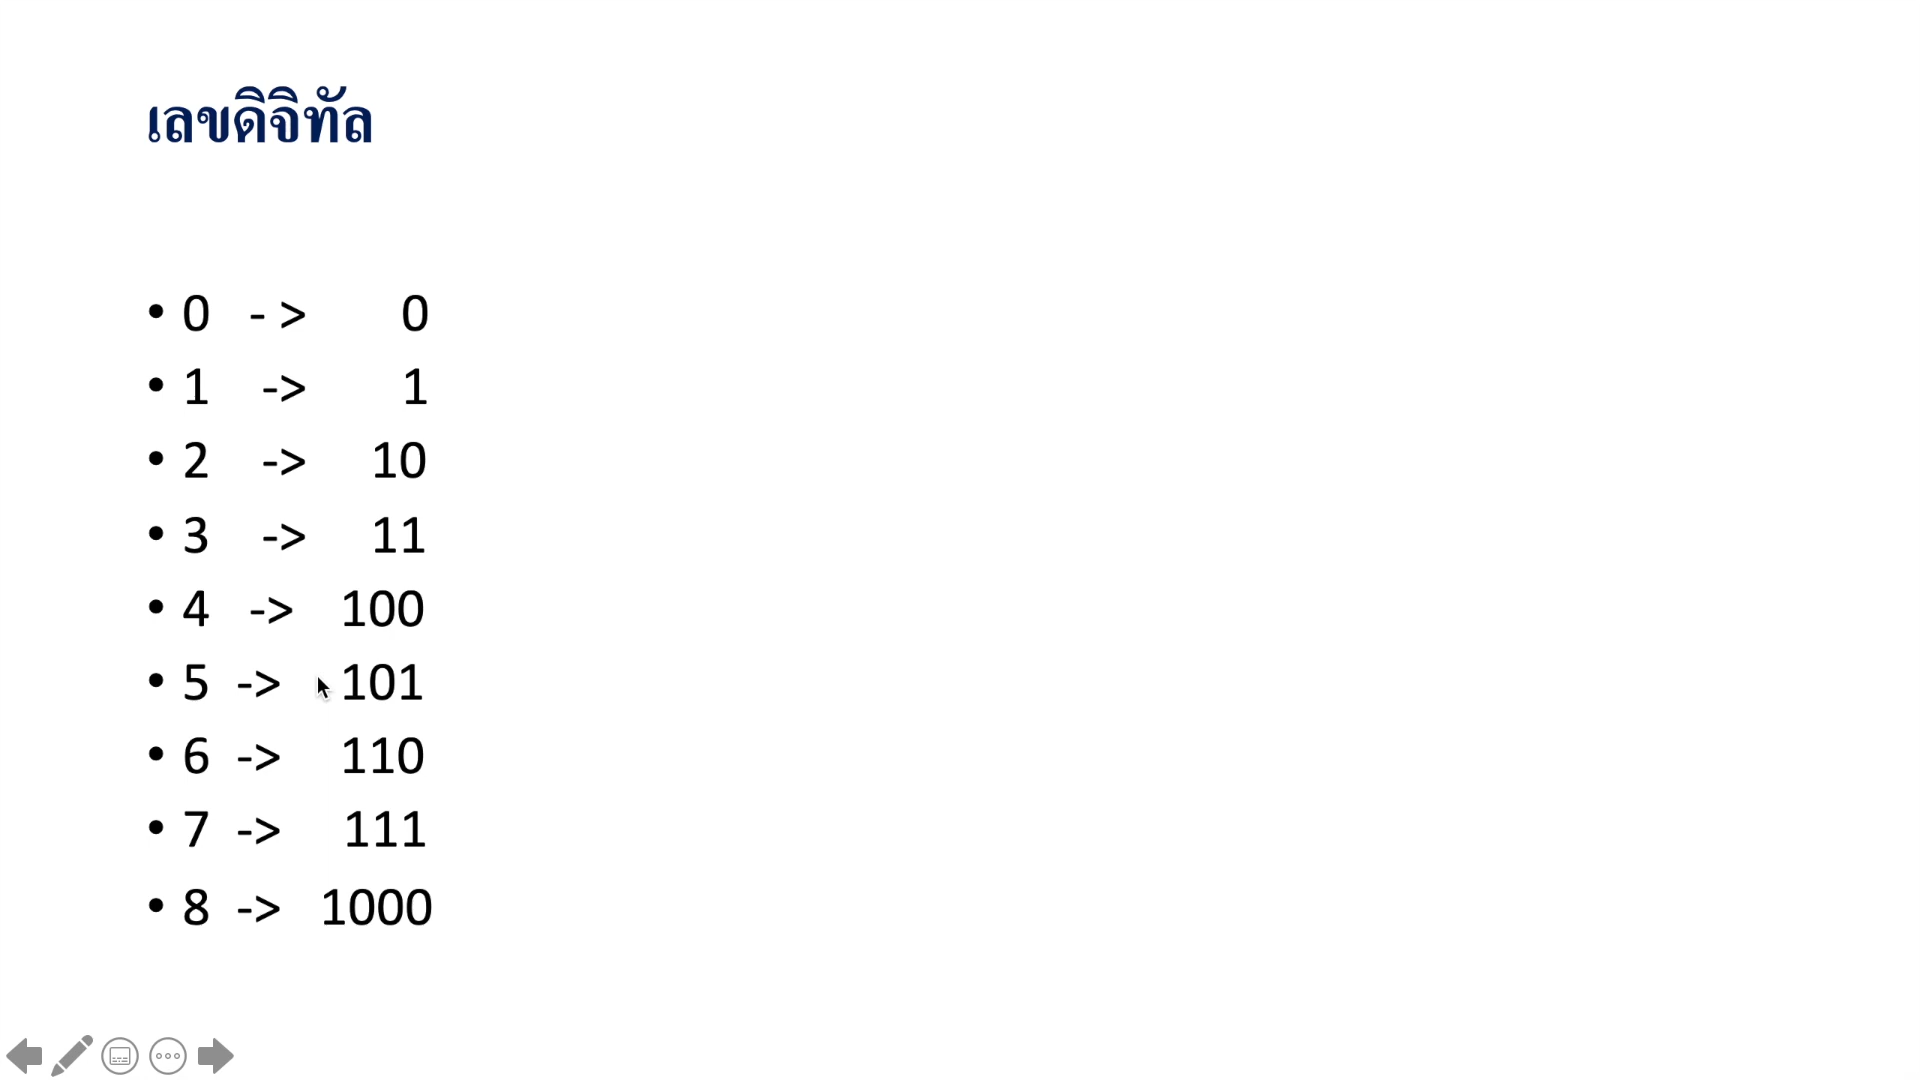 เลขดิจิทัล
• 0 - > 0
• 1 -> 1
• 2 -> 10
• 3 -> 11
• 4 -> 100
• 5 -> 101
• 6 -> 110
• 7 -> 111
• 8 -> 1000